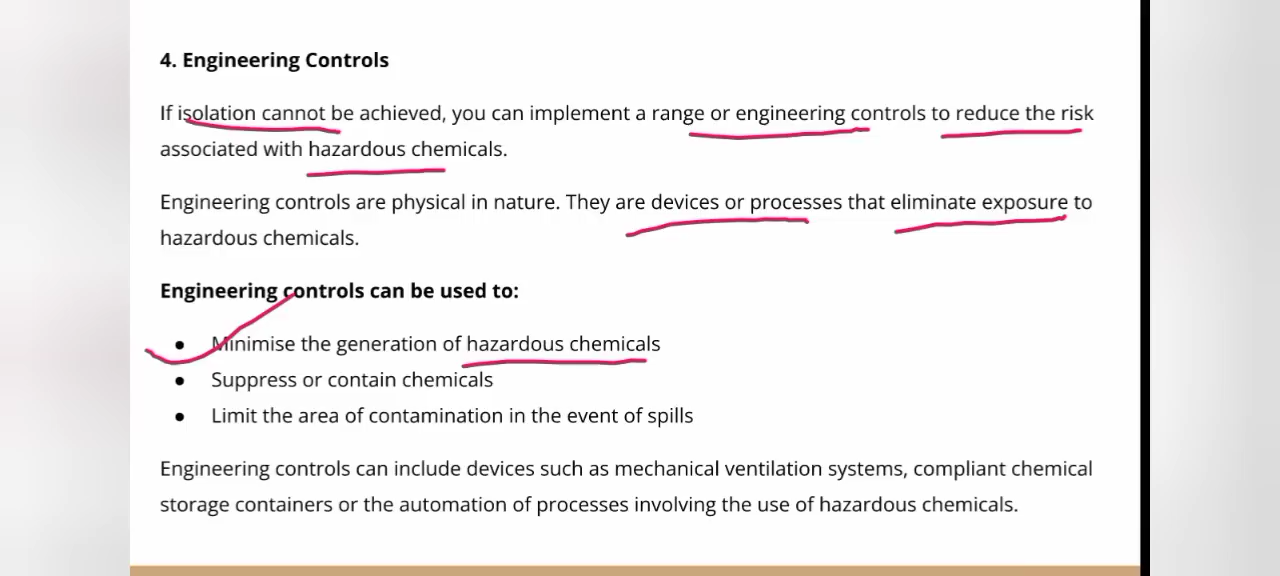 4. Engineering Controls
If isolation cannot be achieved, you can implement a range or engineering controls to reduce the risk
associated with hazardous chemicals.
Engineering controls are physical in nature. They are devices or processes that eliminate exposure to
hazardous chemicals.
Engineering controls can be used to:
• Minimise the generation of hazardous chemicals
• Suppress or contain chemicals
• Limit the area of contamination in the event of spills
Engineering controls can include devices such as mechanical ventilation systems, compliant chemical
storage containers or the automation of processes involving the use of hazardous chemicals.